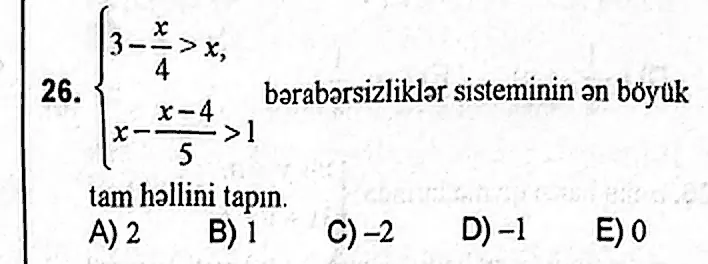 3 − x/4 > x,
26. bərabərsizliklər sisteminin ən böyük
x − (x−4)/5 > 1
tam həllini tapın.
A) 2 B) 1 C) −2 D) −1 E) 0